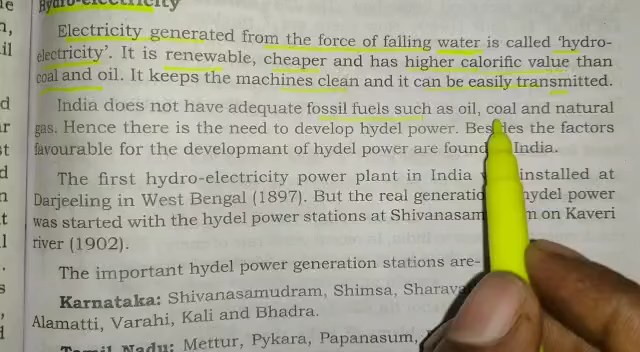 Hydro-electricity
Electricity generated from the force of falling water is called 'hydro-
electricity'. It is renewable, cheaper and has higher calorific value than
coal and oil. It keeps the machines clean and it can be easily transmitted.
India does not have adequate fossil fuels such as oil, coal and natural
gas. Hence there is the need to develop hydel power. Besides the factors
favourable for the developmant of hydel power are found India.
The first hydro-electricity power plant in India installed at
Darjeeling in West Bengal (1897). But the real hydel power
was started with the hydel power stations at on Kaveri
river (1902).
The important hydel power generation stations are-
Karnataka: Shivanasamudram, Shimsa,
Alamatti, Varahi, Kali and Bhadra.
Tamil Nadu: Mettur, Pykara, Papanasum,